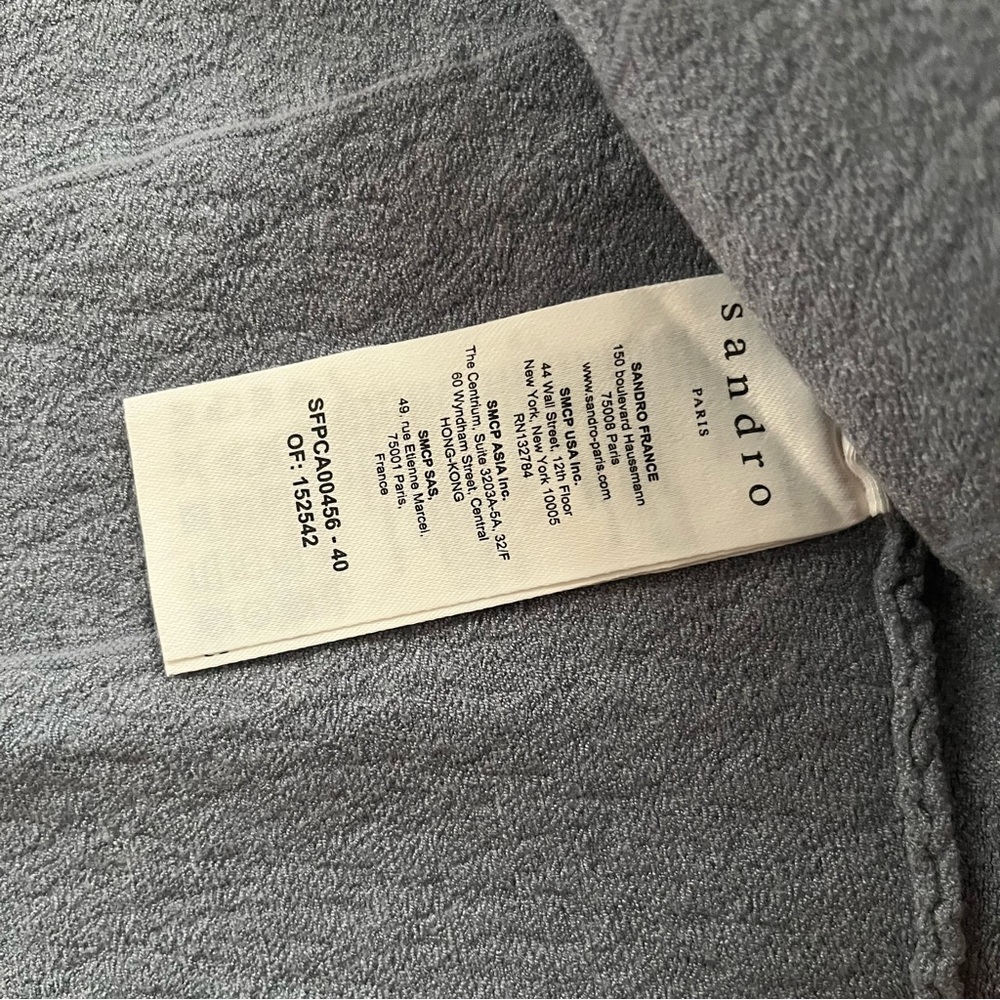 sandro
PARIS
SANDRO FRANCE
150 boulevard Haussmann
75008 Paris
www.sandro-paris.com
SMCP USA Inc.
44 Wall Street, 12th Floor
New York, New York 10005
RN132784
SMCP ASIA Inc.
The Centrium, Suite 3203A-5A, 32/F
60 Wyndham Street, Central
HONG-KONG
SMCP SAS,
49, rue Etienne Marcel,
75001 Paris,
France
SFPCA00456 - 40
OF: 152542